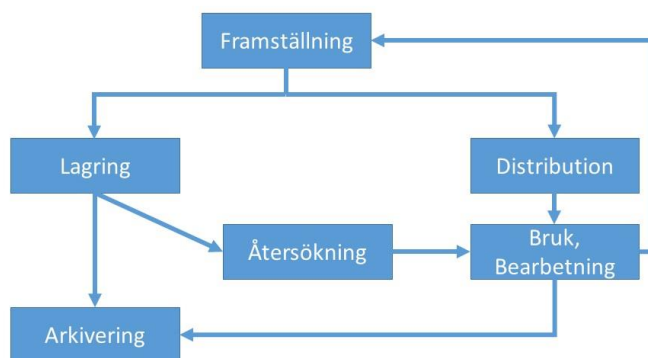 Framställning
Lagring
Distribution
Återsökning
Bruk,
Bearbetning
Arkivering